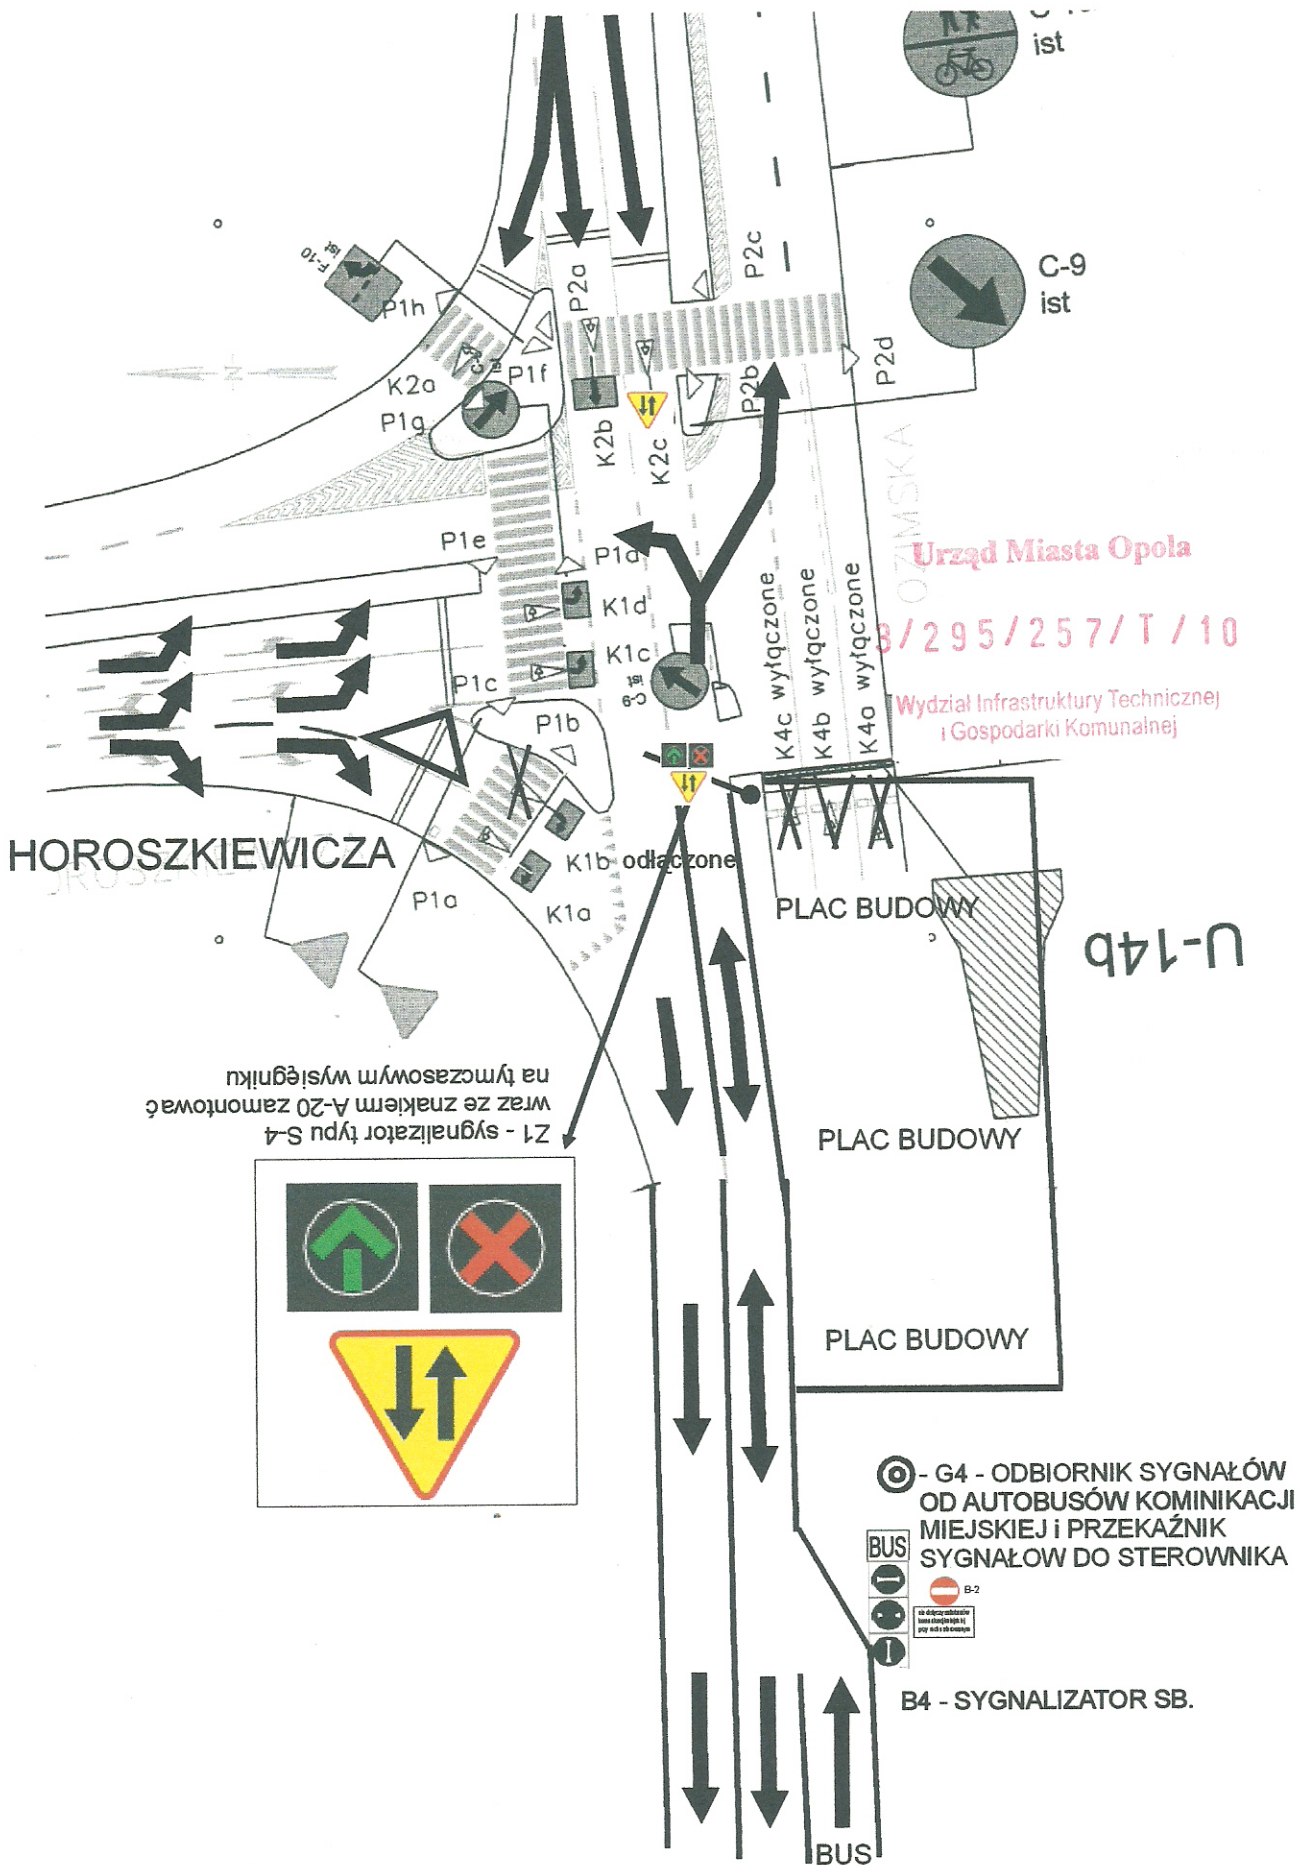 ist
C-9
ist
F-10
ist
P1h
P2a
P2c
K2a
P1f
P1g
P2b
P2d
K2b
K2c
OZIMSKA
Urząd Miasta Opola
3/295/257/T/10
Wydział Infrastruktury Technicznej
i Gospodarki Komunalnej
P1e
P1d
K1d
K1c
C-9
ist
P1c
P1b
K4c wyłączone
K4b wyłączone
K4a wyłączone
HOROSZKIEWICZA
K1b odłączone
P1a
K1a
PLAC BUDOWY
U-14b
Z1 - sygnalizator typu S-4
wraz ze znakiem A-20 zamontować
na tymczasowym wysięgniku
PLAC BUDOWY
PLAC BUDOWY
- G4 - ODBIORNIK SYGNAŁÓW
OD AUTOBUSÓW KOMINIKACJI
MIEJSKIEJ i PRZEKAŹNIK
SYGNAŁOW DO STEROWNIKA
BUS
B-2
B4 - SYGNALIZATOR SB.
BUS